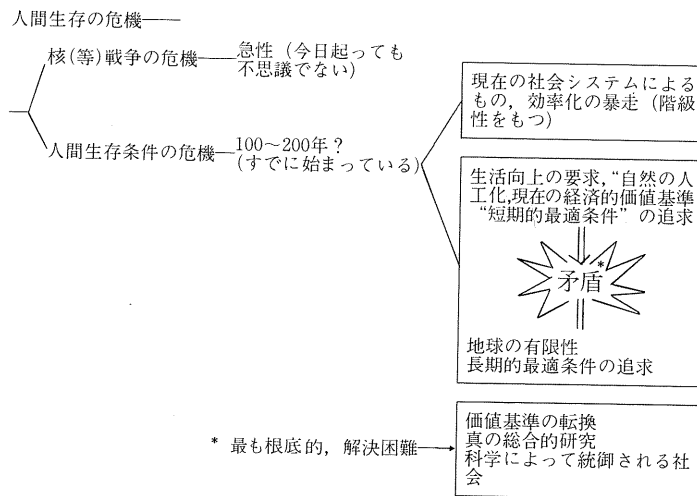 人間生存の危機
核(等)戦争の危機
急性（今日起っても
不思議でない）
人間生存条件の危機
100〜200年？
(すでに始まっている)
現在の社会システムによる
もの，効率化の暴走（階級
性をもつ）
生活向上の要求，“自然の人
工化,現在の経済的価値基準
“短期的最適条件”の追求
矛盾*
地球の有限性
長期的最適条件の追求
* 最も根底的，解決困難
価値基準の転換
真の総合的研究
科学によって統御される社
会